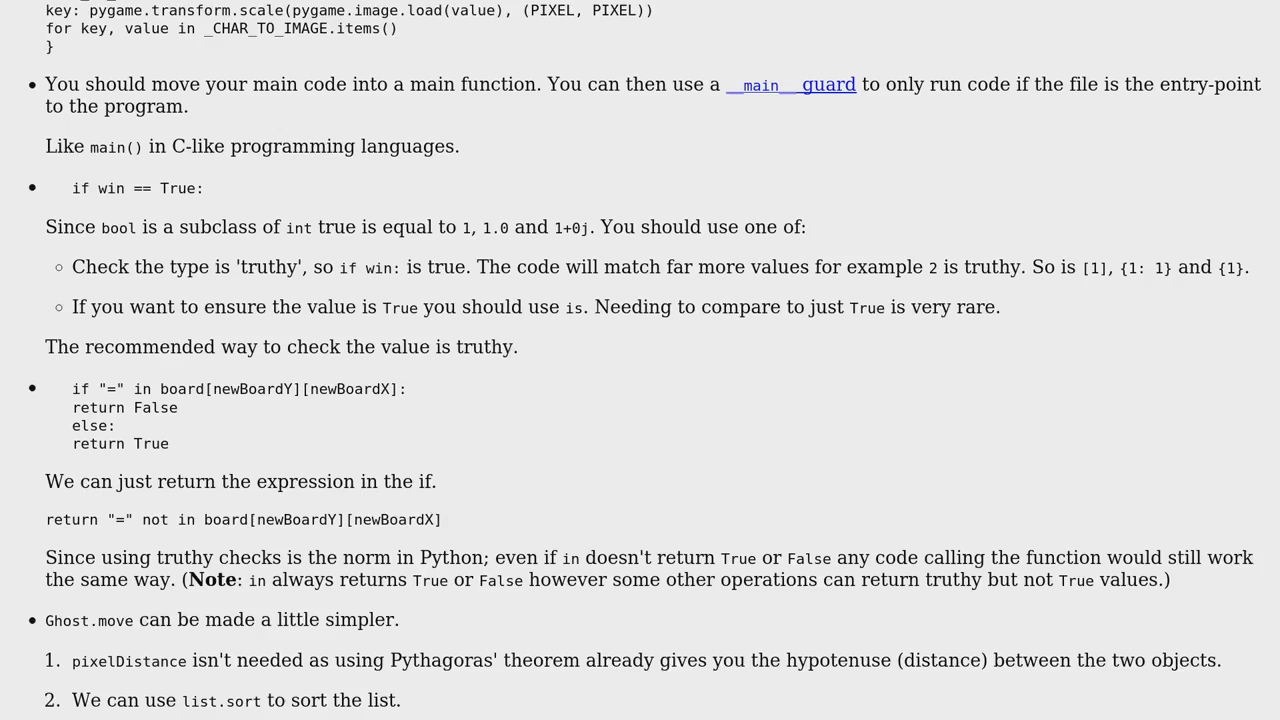 key: pygame.transform.scale(pygame.image.load(value), (PIXEL, PIXEL))
for key, value in _CHAR_TO_IMAGE.items()
}
• You should move your main code into a main function. You can then use a __main__ guard to only run code if the file is the entry-point
to the program.
Like main() in C-like programming languages.
• if win == True:
Since bool is a subclass of int true is equal to 1, 1.0 and 1+0j. You should use one of:
◦ Check the type is 'truthy', so if win: is true. The code will match far more values for example 2 is truthy. So is [1], {1: 1} and {1}.
◦ If you want to ensure the value is True you should use is. Needing to compare to just True is very rare.
The recommended way to check the value is truthy.
• if "=" in board[newBoardY][newBoardX]:
return False
else:
return True
We can just return the expression in the if.
return "=" not in board[newBoardY][newBoardX]
Since using truthy checks is the norm in Python; even if in doesn't return True or False any code calling the function would still work
the same way. (Note: in always returns True or False however some other operations can return truthy but not True values.)
• Ghost.move can be made a little simpler.
1. pixelDistance isn't needed as using Pythagoras' theorem already gives you the hypotenuse (distance) between the two objects.
2. We can use list.sort to sort the list.